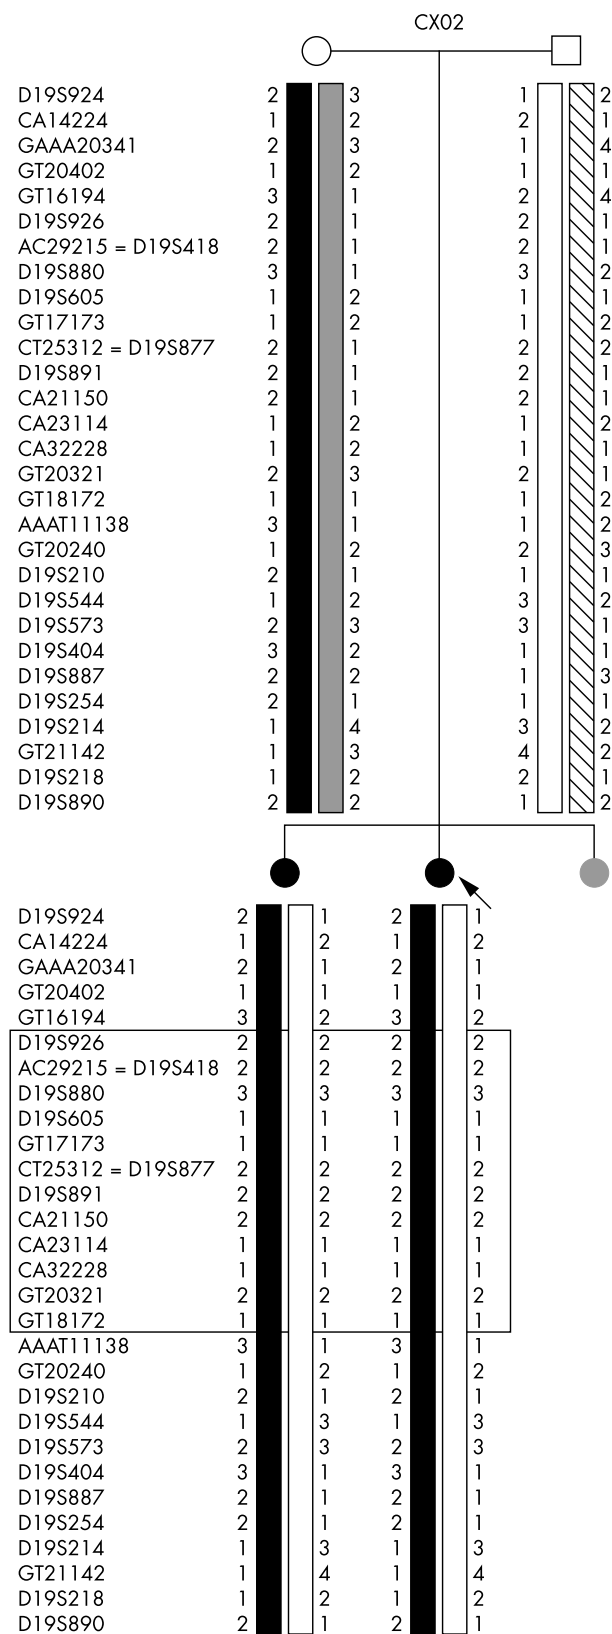 CX02
D19S924 2 3 1 2
CA14224 1 2 2 1
GAAA20341 2 3 1 4
GT20402 1 2 1 1
GT16194 3 1 2 4
D19S926 2 1 2 1
AC29215 = D19S418 2 1 2 1
D19S880 3 1 3 2
D19S605 1 2 1 1
GT17173 1 2 1 2
CT25312 = D19S877 2 1 2 2
D19S891 2 1 2 1
CA21150 2 1 2 1
CA23114 1 2 1 2
CA32228 1 2 1 1
GT20321 2 3 2 1
GT18172 1 1 1 2
AAAT11138 3 1 1 2
GT20240 1 2 2 3
D19S210 2 1 1 1
D19S544 1 2 3 2
D19S573 2 3 3 1
D19S404 3 2 1 1
D19S887 2 2 1 3
D19S254 2 1 1 1
D19S214 1 4 3 2
GT21142 1 3 4 2
D19S218 1 2 2 1
D19S890 2 2 1 2
D19S924 2 1 2 1
CA14224 1 2 1 2
GAAA20341 2 1 2 1
GT20402 1 1 1 1
GT16194 3 2 3 2
D19S926 2 2 2 2
AC29215 = D19S418 2 2 2 2
D19S880 3 3 3 3
D19S605 1 1 1 1
GT17173 1 1 1 1
CT25312 = D19S877 2 2 2 2
D19S891 2 2 2 2
CA21150 2 2 2 2
CA23114 1 1 1 1
CA32228 1 1 1 1
GT20321 2 2 2 2
GT18172 1 1 1 1
AAAT11138 3 1 3 1
GT20240 1 2 1 2
D19S210 2 1 2 1
D19S544 1 3 1 3
D19S573 2 3 2 3
D19S404 3 1 3 1
D19S887 2 1 2 1
D19S254 2 1 2 1
D19S214 1 3 1 3
GT21142 1 4 1 4
D19S218 1 2 1 2
D19S890 2 1 2 1